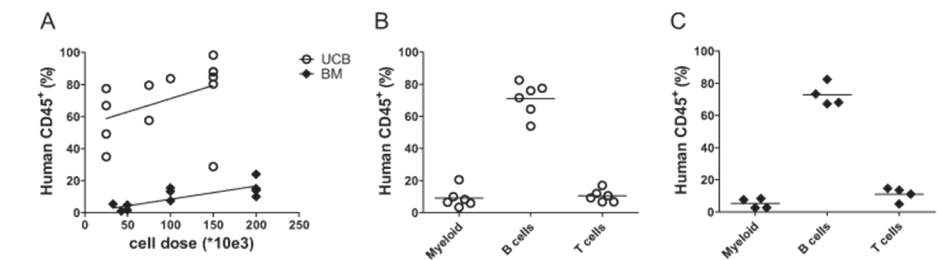 A
Human CD45+ (%)
100
80
60
40
20
0
0 50 100 150 200 250
cell dose (*10e3)
UCB
BM
B
Human CD45+ (%)
100
80
60
40
20
0
Myeloid
B cells
T cells
C
Human CD45+ (%)
100
80
60
40
20
0
Myeloid
B cells
T cells